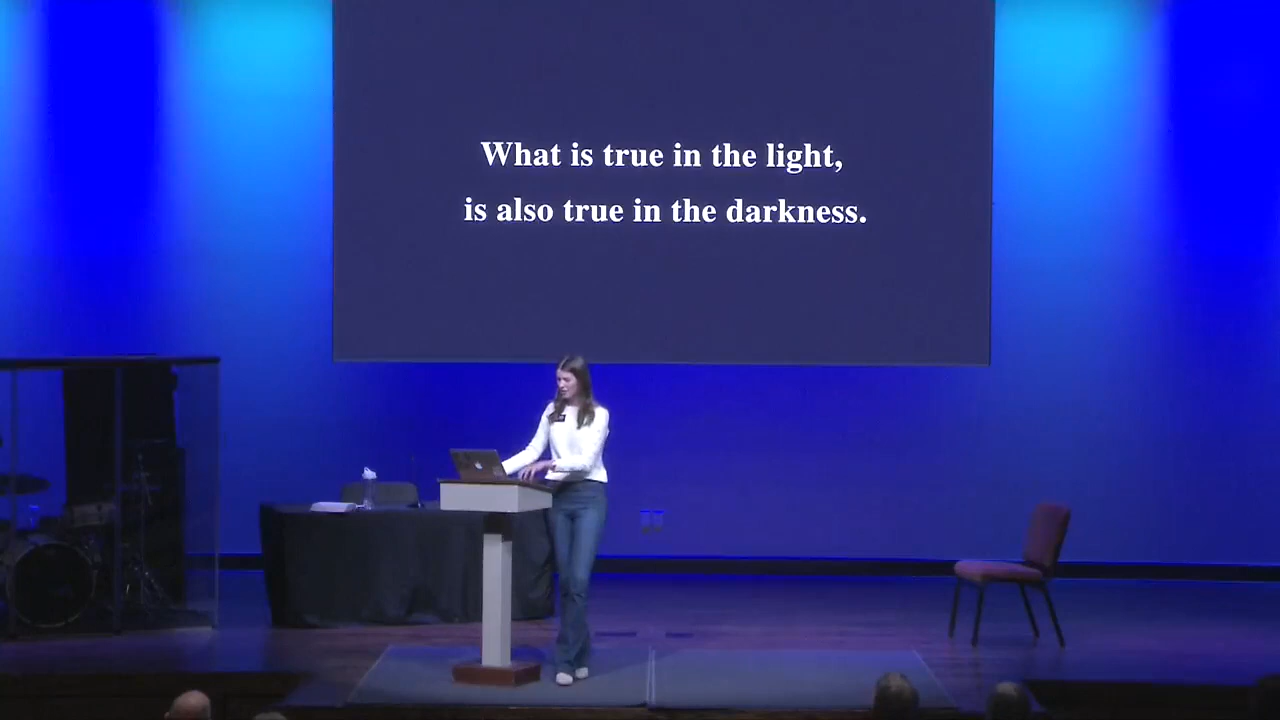 What is true in the light,
is also true in the darkness.